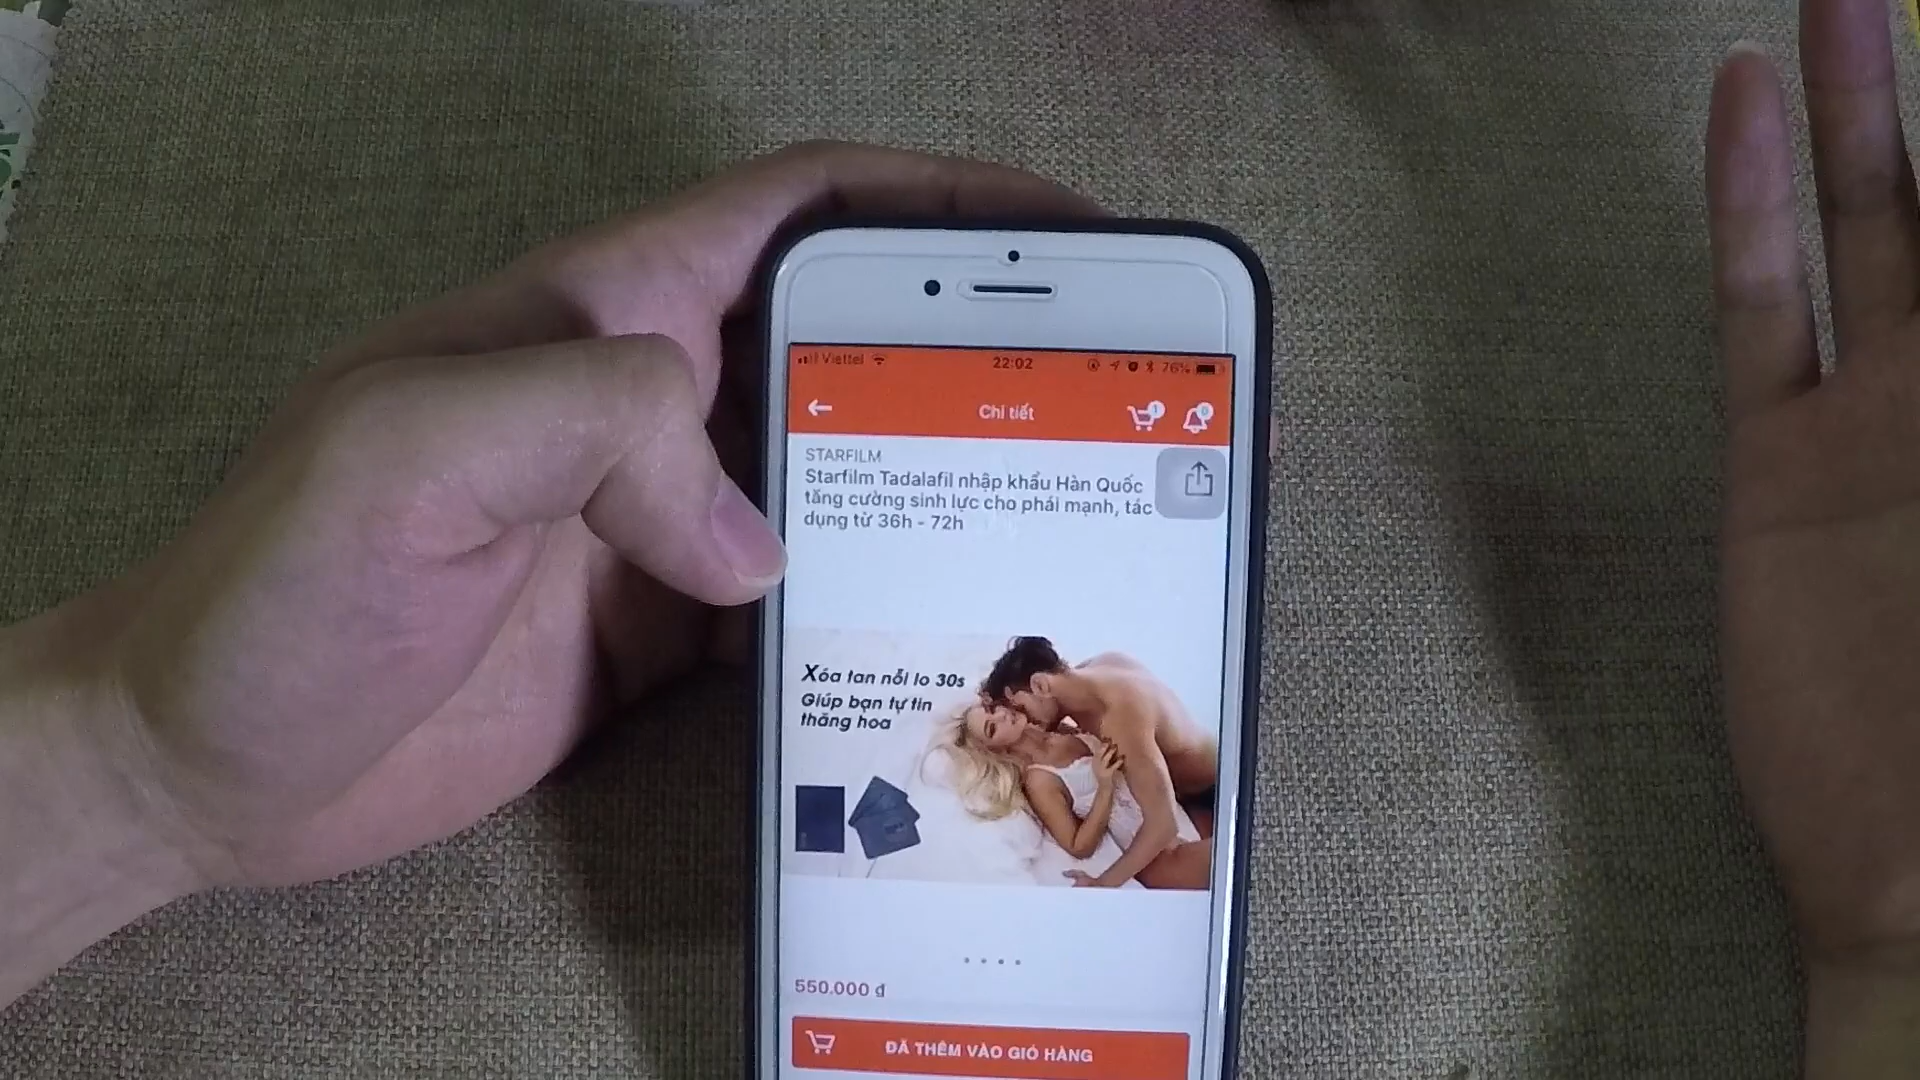 Viettel
22:02
76%
Chi tiết
1
0
STARFILM
Starfilm Tadalafil nhập khẩu Hàn Quốc
tăng cường sinh lực cho phái mạnh, tác
dụng từ 36h - 72h
Xóa tan nỗi lo 30s
Giúp bạn tự tin
thăng hoa
550.000 đ
ĐÃ THÊM VÀO GIỎ HÀNG